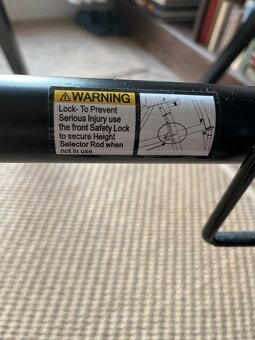 ⚠WARNING
Lock- To Prevent
Serious Injury use
the front Safety Lock
to secure Height
Selector Rod when
not in use